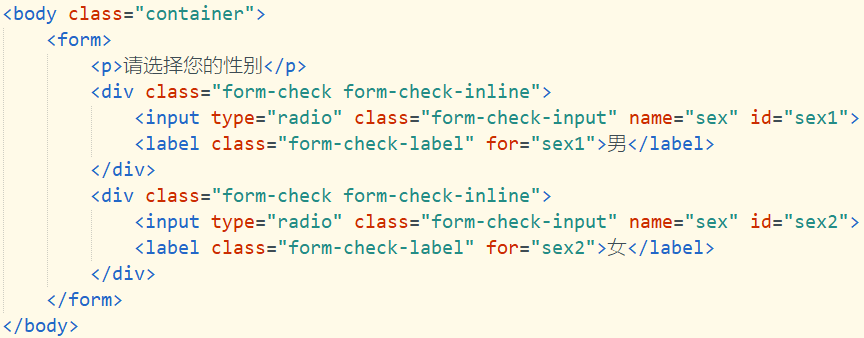 <body class="container">
    <form>
        <p>请选择您的性别</p>
        <div class="form-check form-check-inline">
            <input type="radio" class="form-check-input" name="sex" id="sex1">
            <label class="form-check-label" for="sex1">男</label>
        </div>
        <div class="form-check form-check-inline">
            <input type="radio" class="form-check-input" name="sex" id="sex2">
            <label class="form-check-label" for="sex2">女</label>
        </div>
    </form>
</body>